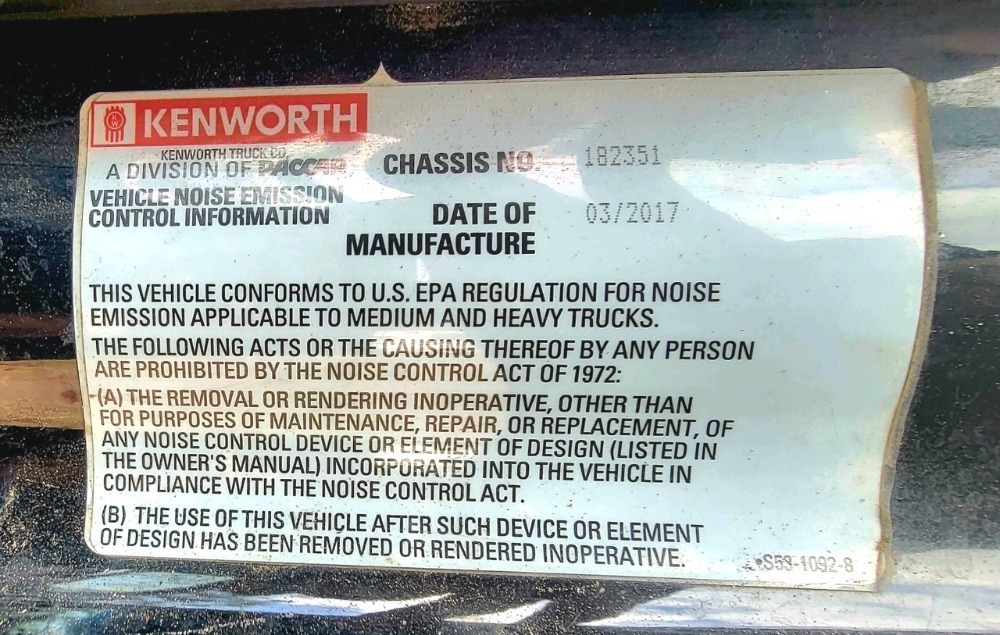 KENWORTH
KENWORTH TRUCK CO.
A DIVISION OF PACCAR
VEHICLE NOISE EMISSION
CONTROL INFORMATION
CHASSIS NO. 182351
DATE OF 03/2017
MANUFACTURE
THIS VEHICLE CONFORMS TO U.S. EPA REGULATION FOR NOISE
EMISSION APPLICABLE TO MEDIUM AND HEAVY TRUCKS.
THE FOLLOWING ACTS OR THE CAUSING THEREOF BY ANY PERSON
ARE PROHIBITED BY THE NOISE CONTROL ACT OF 1972:
(A) THE REMOVAL OR RENDERING INOPERATIVE, OTHER THAN
FOR PURPOSES OF MAINTENANCE, REPAIR, OR REPLACEMENT, OF
ANY NOISE CONTROL DEVICE OR ELEMENT OF DESIGN (LISTED IN
THE OWNER'S MANUAL) INCORPORATED INTO THE VEHICLE IN
COMPLIANCE WITH THE NOISE CONTROL ACT.
(B) THE USE OF THIS VEHICLE AFTER SUCH DEVICE OR ELEMENT
OF DESIGN HAS BEEN REMOVED OR RENDERED INOPERATIVE.
S53-1092-8